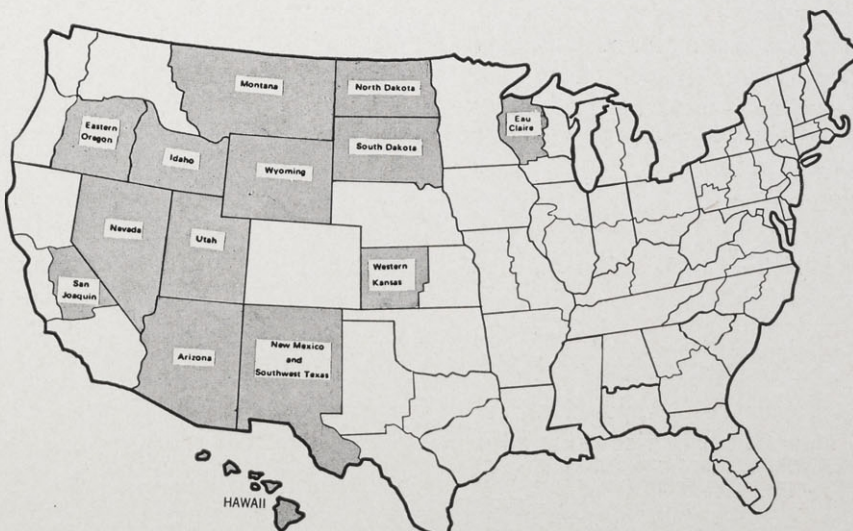 Montana
North Dakota
Eau
Claire
Eastern
Oregon
South Dakota
Idaho
Wyoming
Nevada
Utah
Western
Kansas
San
Joaquin
New Mexico
and
Southwest Texas
Arizona
HAWAII